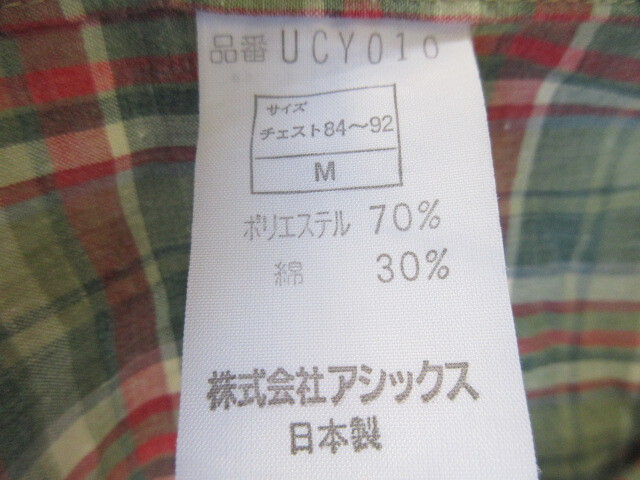 品番 UCY010
サイズ
チェスト84〜92
M
ポリエステル 70%
綿 30%
株式会社アシックス
日本製